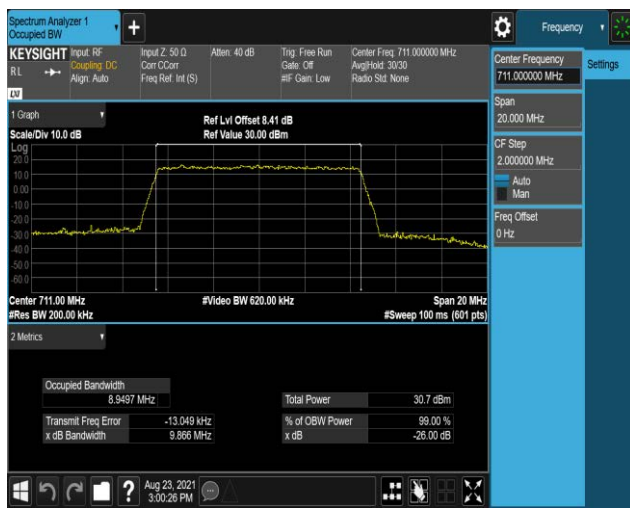 Spectrum Analyzer 1
Occupied BW
Frequency
KEYSIGHT
RL
LXI
Input: RF
Coupling: DC
Align: Auto
Input Z: 50 Ω
Corr CCorr
Freq Ref: Int (S)
Atten: 40 dB
Trig: Free Run
Gate: Off
#IF Gain: Low
Center Freq: 711.000000 MHz
Avg|Hold: 30/30
Radio Std: None
Center Frequency
711.000000 MHz
Settings
Span
20.000 MHz
CF Step
2.000000 MHz
Auto
Man
Freq Offset
0 Hz
1 Graph
Scale/Div 10.0 dB
Ref Lvl Offset 8.41 dB
Ref Value 30.00 dBm
Log
20.0
10.0
0.00
-10.0
-20.0
-30.0
-40.0
-50.0
-60.0
Center 711.00 MHz
#Video BW 620.00 kHz
Span 20 MHz
#Res BW 200.00 kHz
#Sweep 100 ms (601 pts)
2 Metrics
Occupied Bandwidth
8.9497 MHz
Total Power 30.7 dBm
Transmit Freq Error -13.049 kHz
% of OBW Power 99.00 %
x dB Bandwidth 9.866 MHz
x dB -26.00 dB
?
Aug 23, 2021
3:00:26 PM